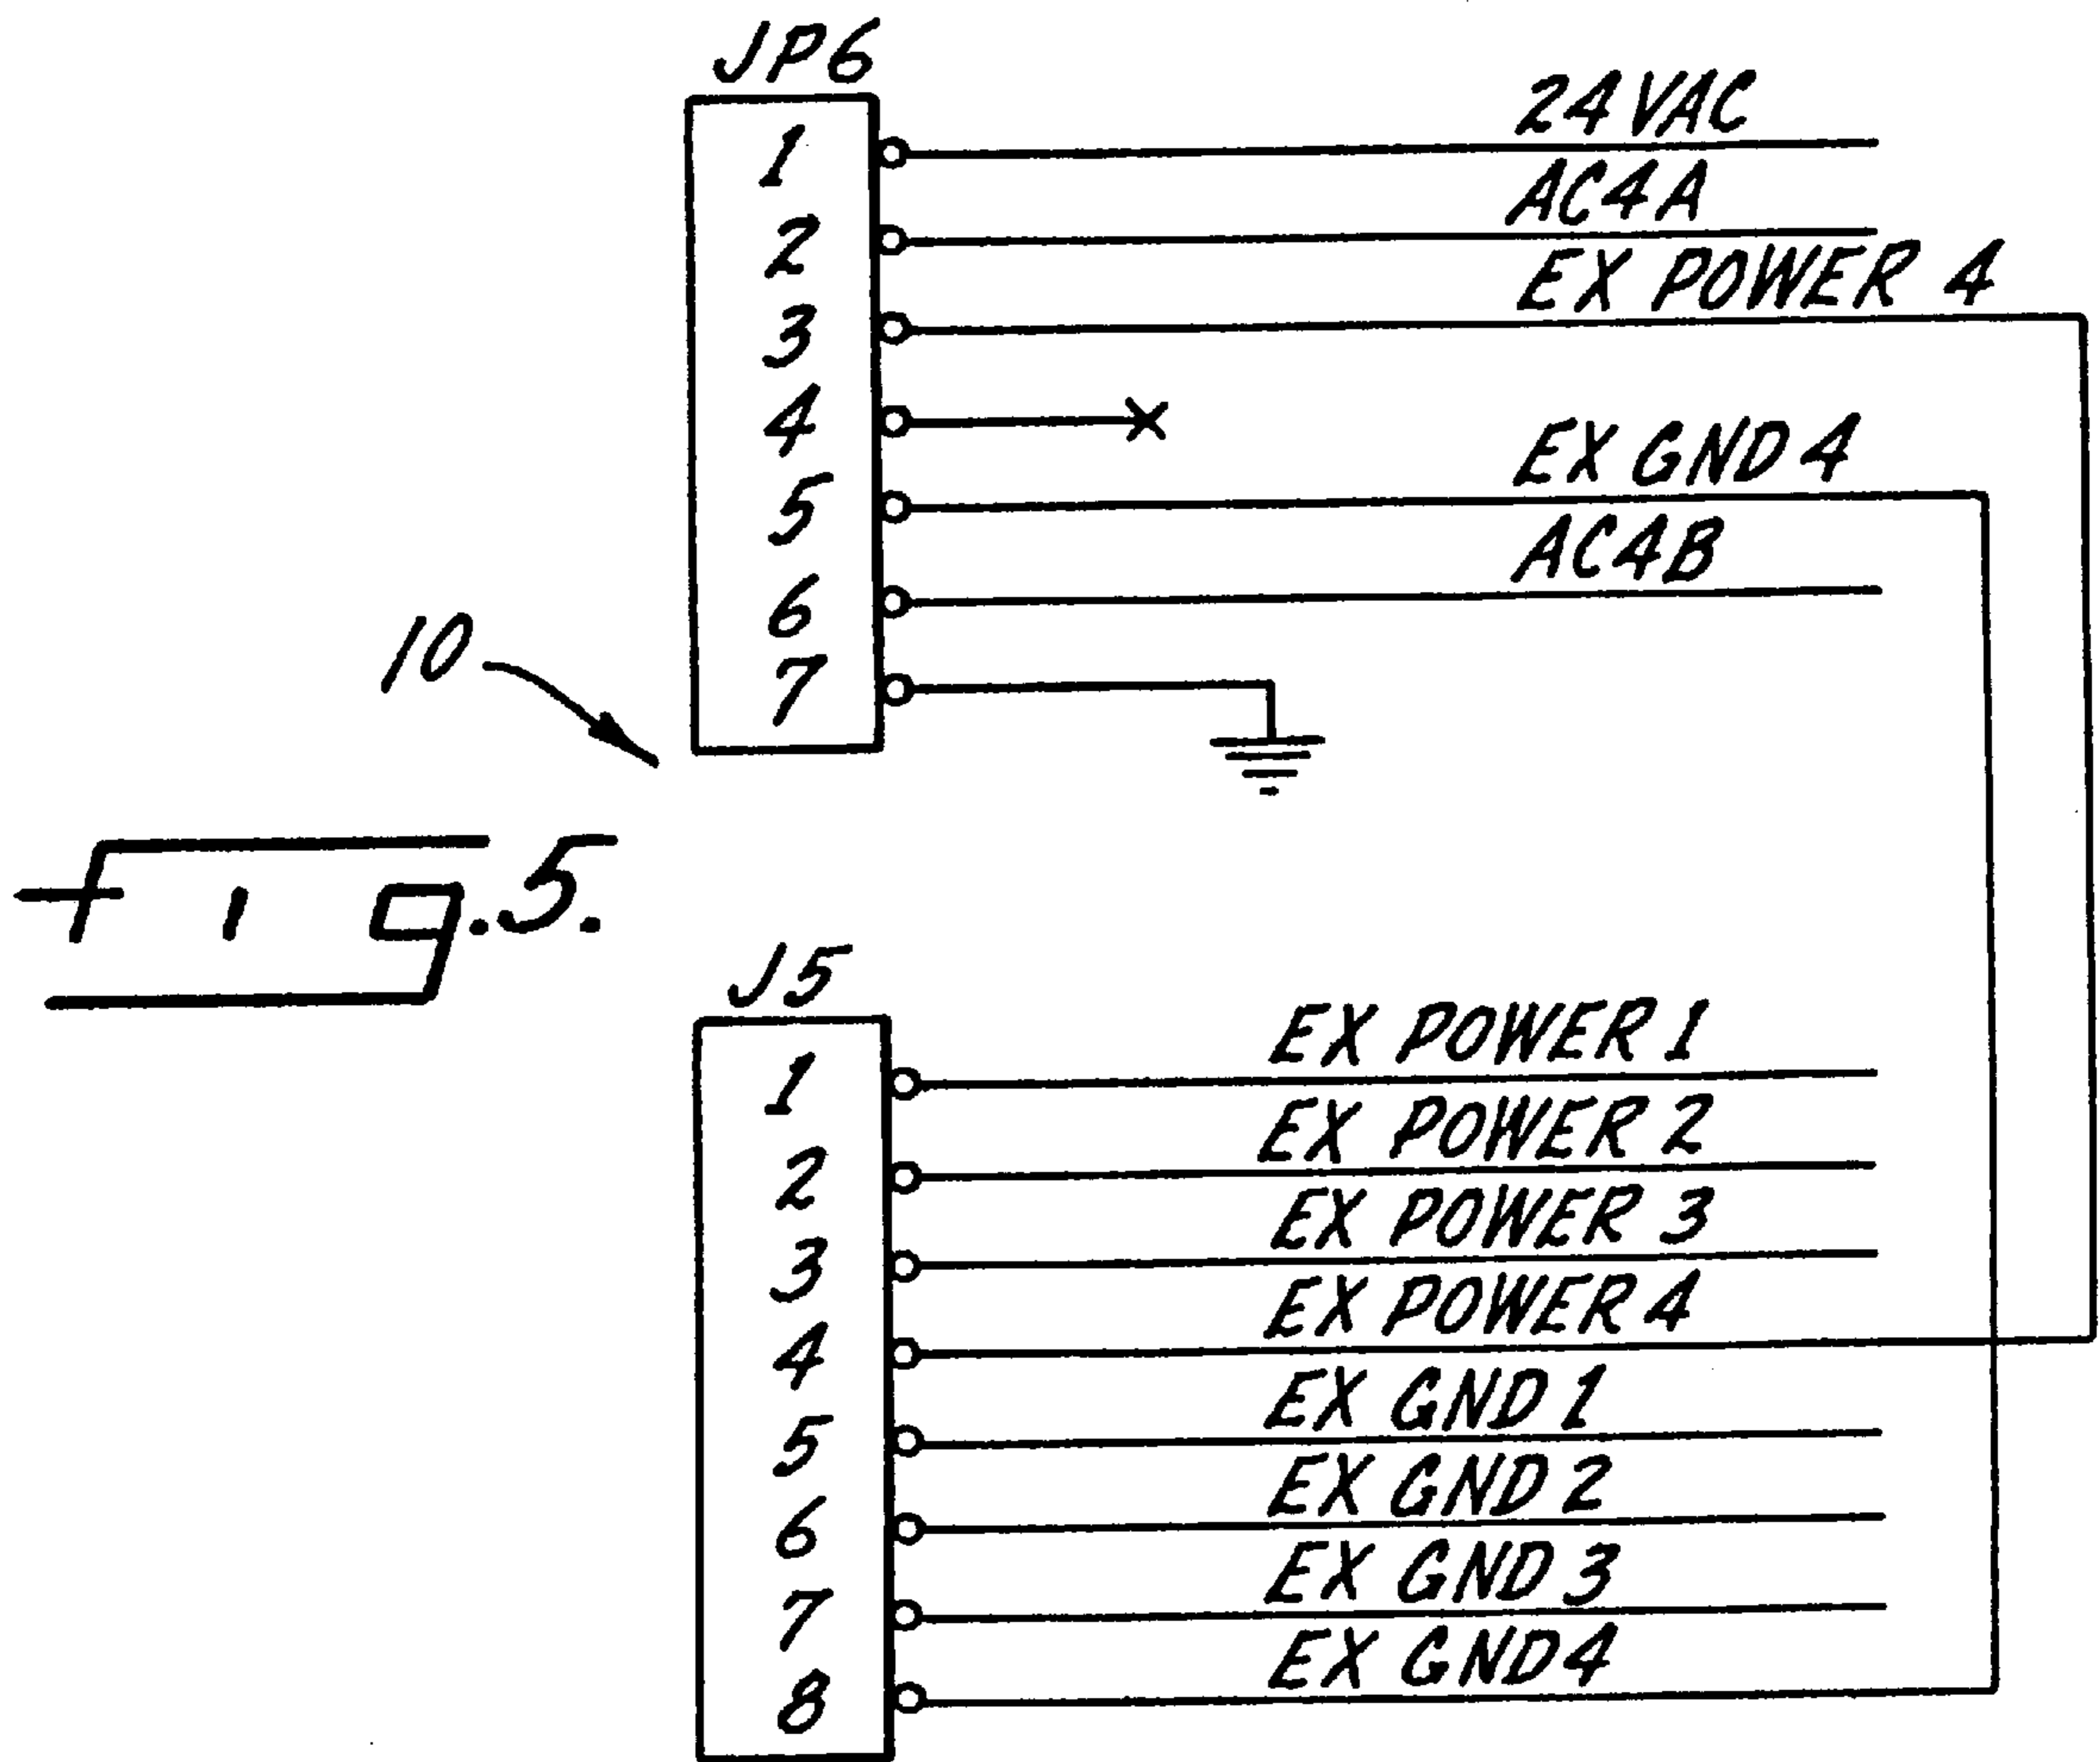 JP6
1 24VAC
2 AC4A
3 EX POWER 4
4
5 EX GND 4
6 AC4B
7
10
Fig. 5.
J5
1 EX POWER 1
2 EX POWER 2
3 EX POWER 3
4 EX POWER 4
5 EX GND 1
6 EX GND 2
7 EX GND 3
8 EX GND 4